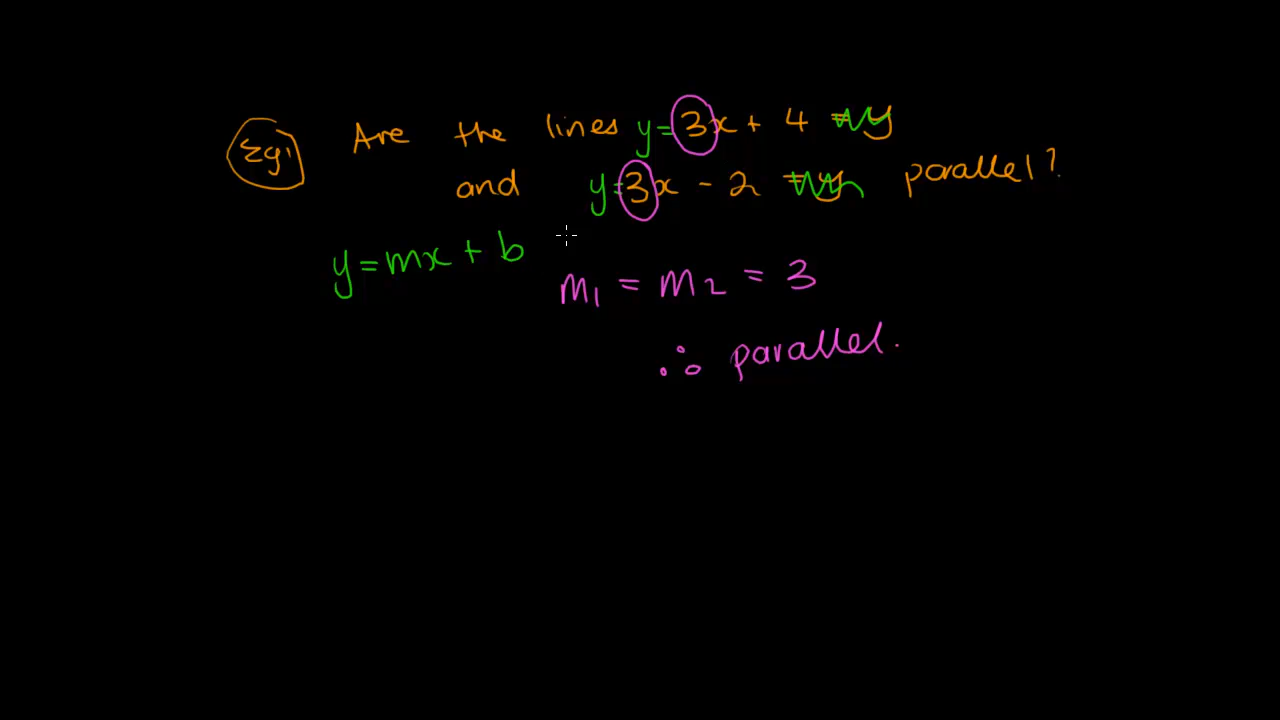 Eg1 Are the lines y=3x + 4 =y
and y=3x - 2 =y parallel?
y=mx + b
m1 = m2 = 3
∴ parallel.